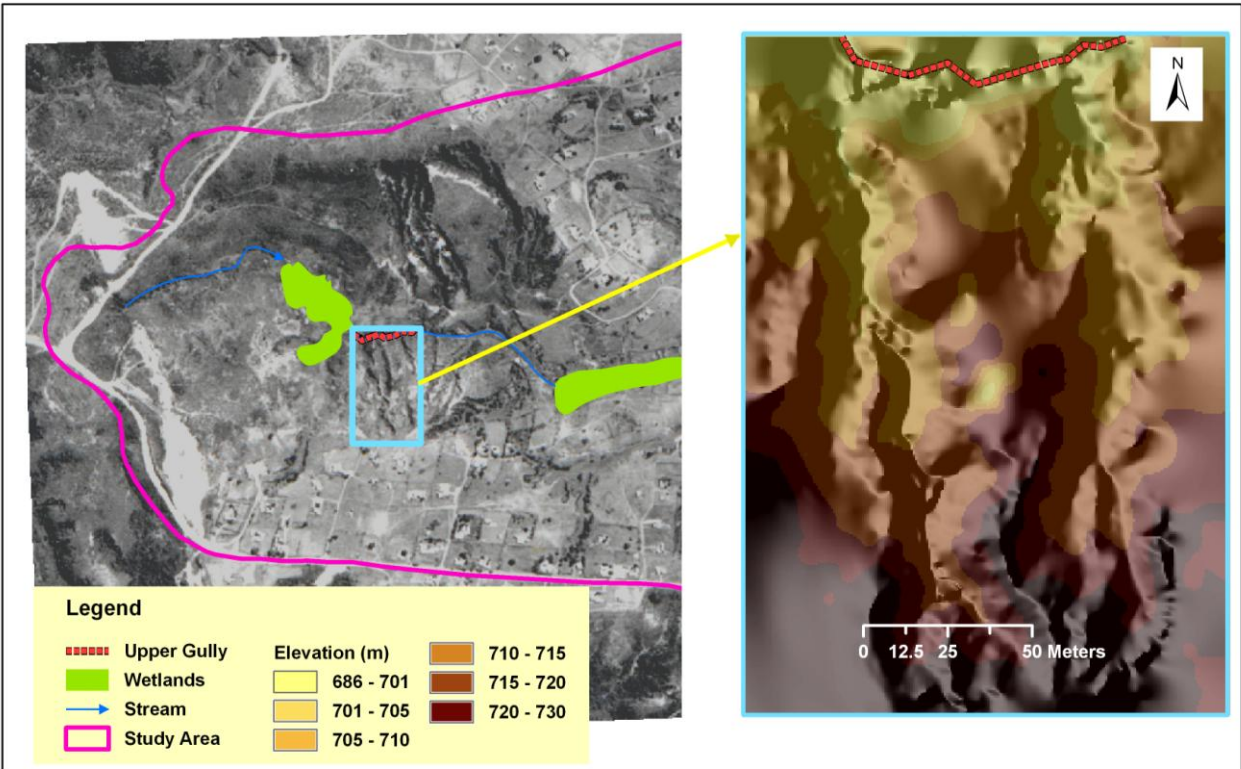 N
0 12.5 25 50 Meters
Legend
Upper Gully
Wetlands
Stream
Study Area
Elevation (m)
686 - 701
701 - 705
705 - 710
710 - 715
715 - 720
720 - 730